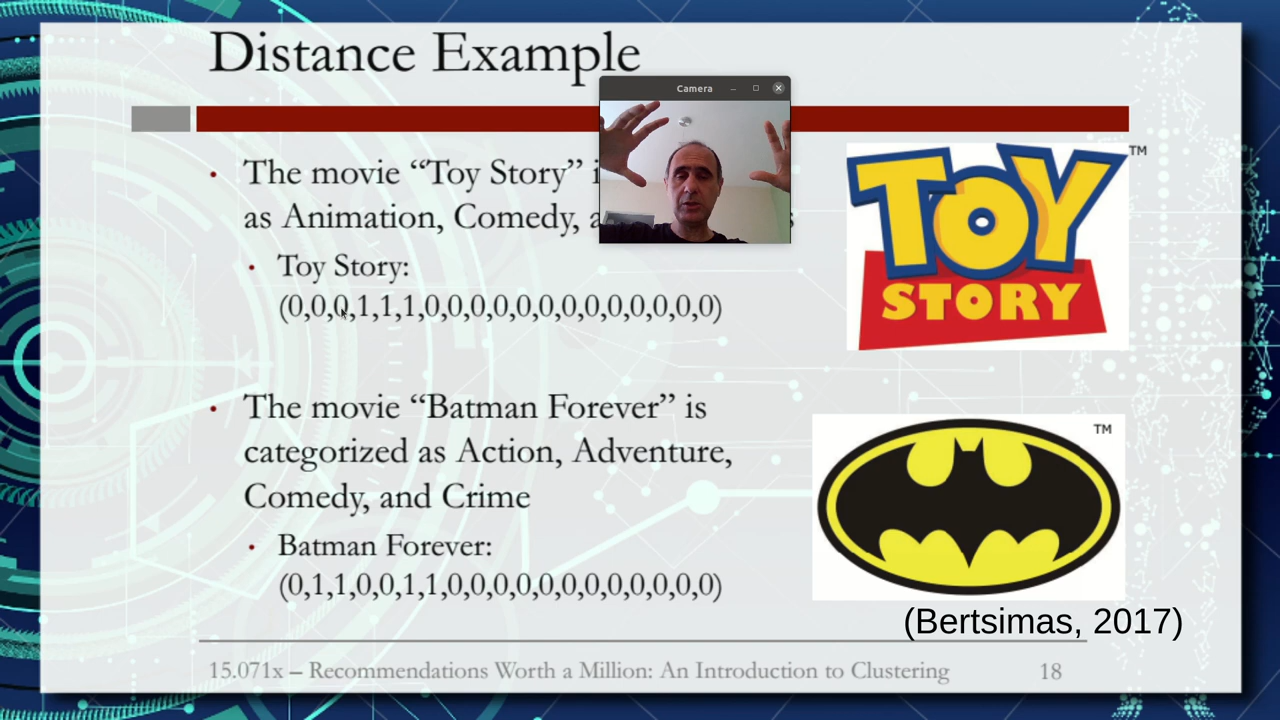 Distance Example
Camera
• The movie “Toy Story” i
as Animation, Comedy, a s
• Toy Story:
(0,0,0,1,1,1,0,0,0,0,0,0,0,0,0,0,0,0,0)
TOY
STORY
TM
• The movie “Batman Forever” is
categorized as Action, Adventure,
Comedy, and Crime
• Batman Forever:
(0,1,1,0,0,1,1,0,0,0,0,0,0,0,0,0,0,0,0)
TM
(Bertsimas, 2017)
15.071x – Recommendations Worth a Million: An Introduction to Clustering 18